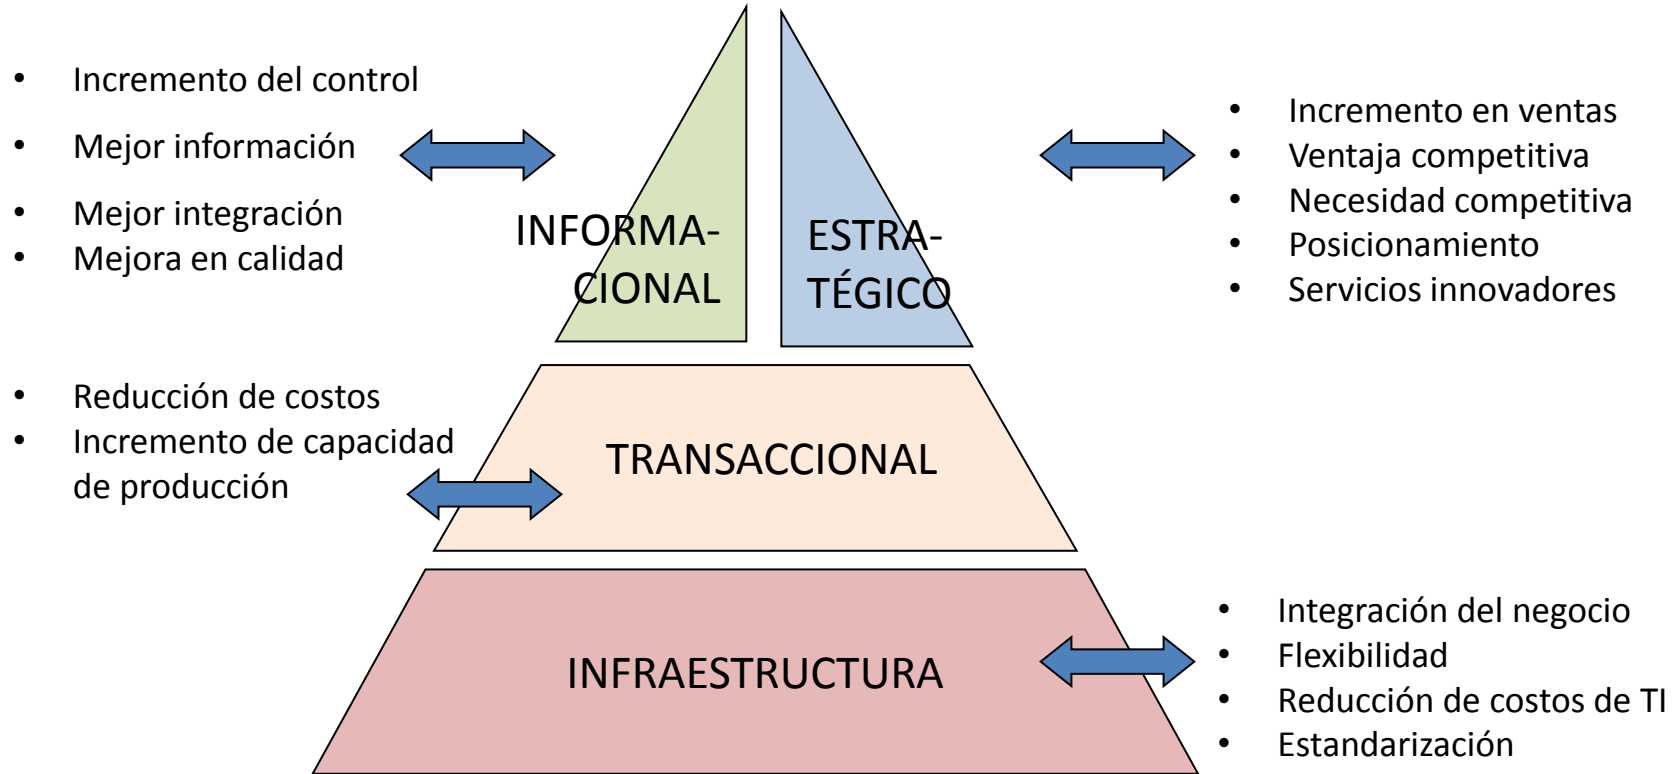 • Incremento del control
• Mejor información
• Mejor integración
• Mejora en calidad
INFORMA-
CIONAL
ESTRA-
TÉGICO
• Incremento en ventas
• Ventaja competitiva
• Necesidad competitiva
• Posicionamiento
• Servicios innovadores
• Reducción de costos
• Incremento de capacidad
de producción
TRANSACCIONAL
INFRAESTRUCTURA
• Integración del negocio
• Flexibilidad
• Reducción de costos de TI
• Estandarización